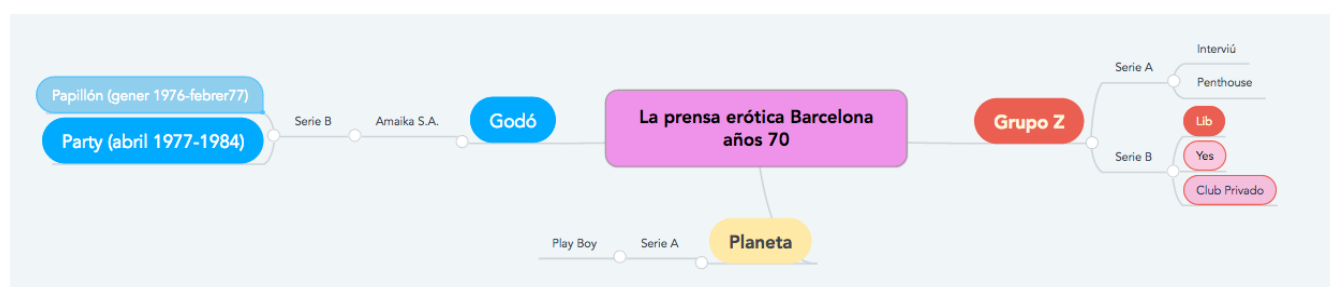 La prensa erótica Barcelona
años 70
Godó
Amaika S.A.
Serie B
Papillón (gener 1976-febrer77)
Party (abril 1977-1984)
Grupo Z
Serie A
Interviú
Penthouse
Serie B
Lib
Yes
Club Privado
Planeta
Serie A
Play Boy